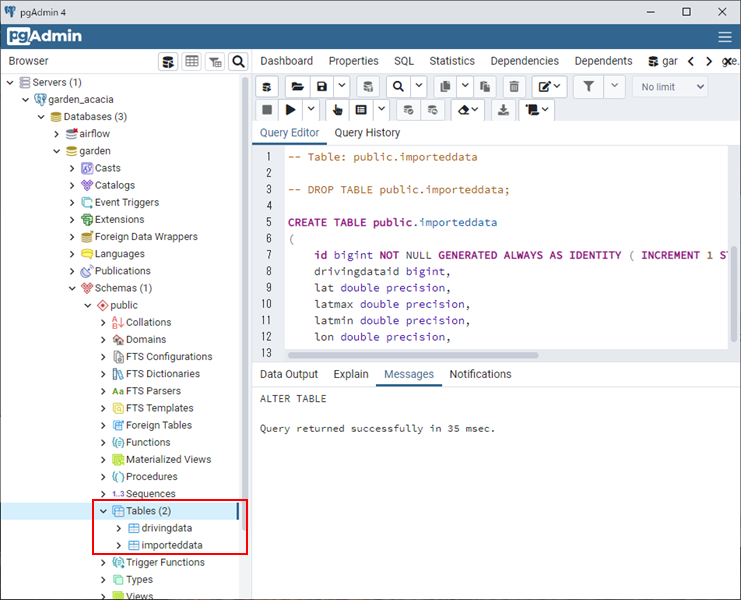 pgAdmin 4
pgAdmin
Browser
Servers (1)
garden_acacia
Databases (3)
airflow
garden
Casts
Catalogs
Event Triggers
Extensions
Foreign Data Wrappers
Languages
Publications
Schemas (1)
public
Collations
Domains
FTS Configurations
FTS Dictionaries
Aa FTS Parsers
FTS Templates
Foreign Tables
Functions
Materialized Views
Procedures
1..3 Sequences
Tables (2)
drivingdata
importeddata
Trigger Functions
Types
Views
Dashboard Properties SQL Statistics Dependencies Dependents gar
No limit
Query Editor Query History
1 -- Table: public.importeddata
2
3 -- DROP TABLE public.importeddata;
4
5 CREATE TABLE public.importeddata
6 (
7 id bigint NOT NULL GENERATED ALWAYS AS IDENTITY ( INCREMENT 1 ST
8 drivingdataid bigint,
9 lat double precision,
10 latmax double precision,
11 latmin double precision,
12 lon double precision,
13
Data Output Explain Messages Notifications
ALTER TABLE
Query returned successfully in 35 msec.